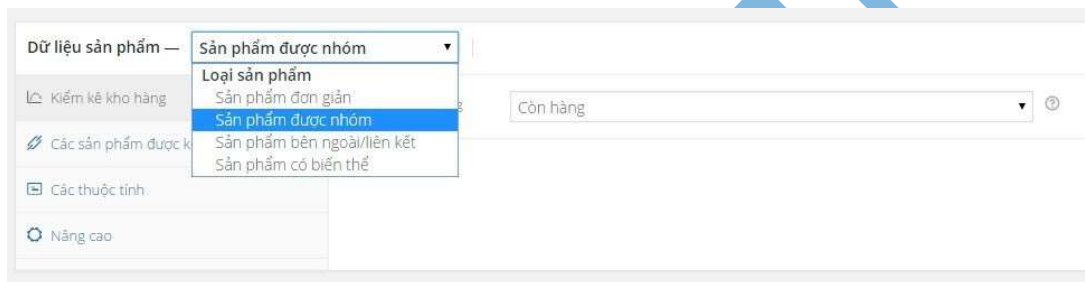 Dữ liệu sản phẩm — Sản phẩm được nhóm
Loại sản phẩm
Sản phẩm đơn giản
Sản phẩm được nhóm
Sản phẩm bên ngoài/liên kết
Sản phẩm có biến thể
Kiểm kê kho hàng
Còn hàng
Các sản phẩm được
Các thuộc tính
Nâng cao